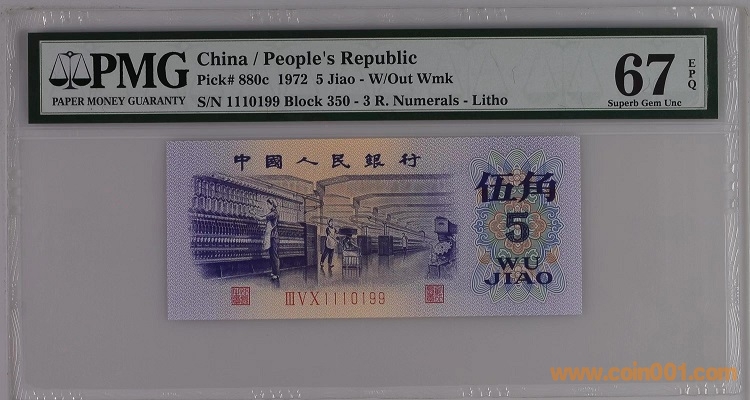 PMG
PAPER MONEY GUARANTY
China / People's Republic
Pick# 880c 1972 5 Jiao - W/Out Wmk
S/N 1110199 Block 350 - 3 R. Numerals - Litho
67
EPQ
Superb Gem Unc
中國人民銀行
伍角
5
WU
JIAO
III V X 1110199
www.coin001.com